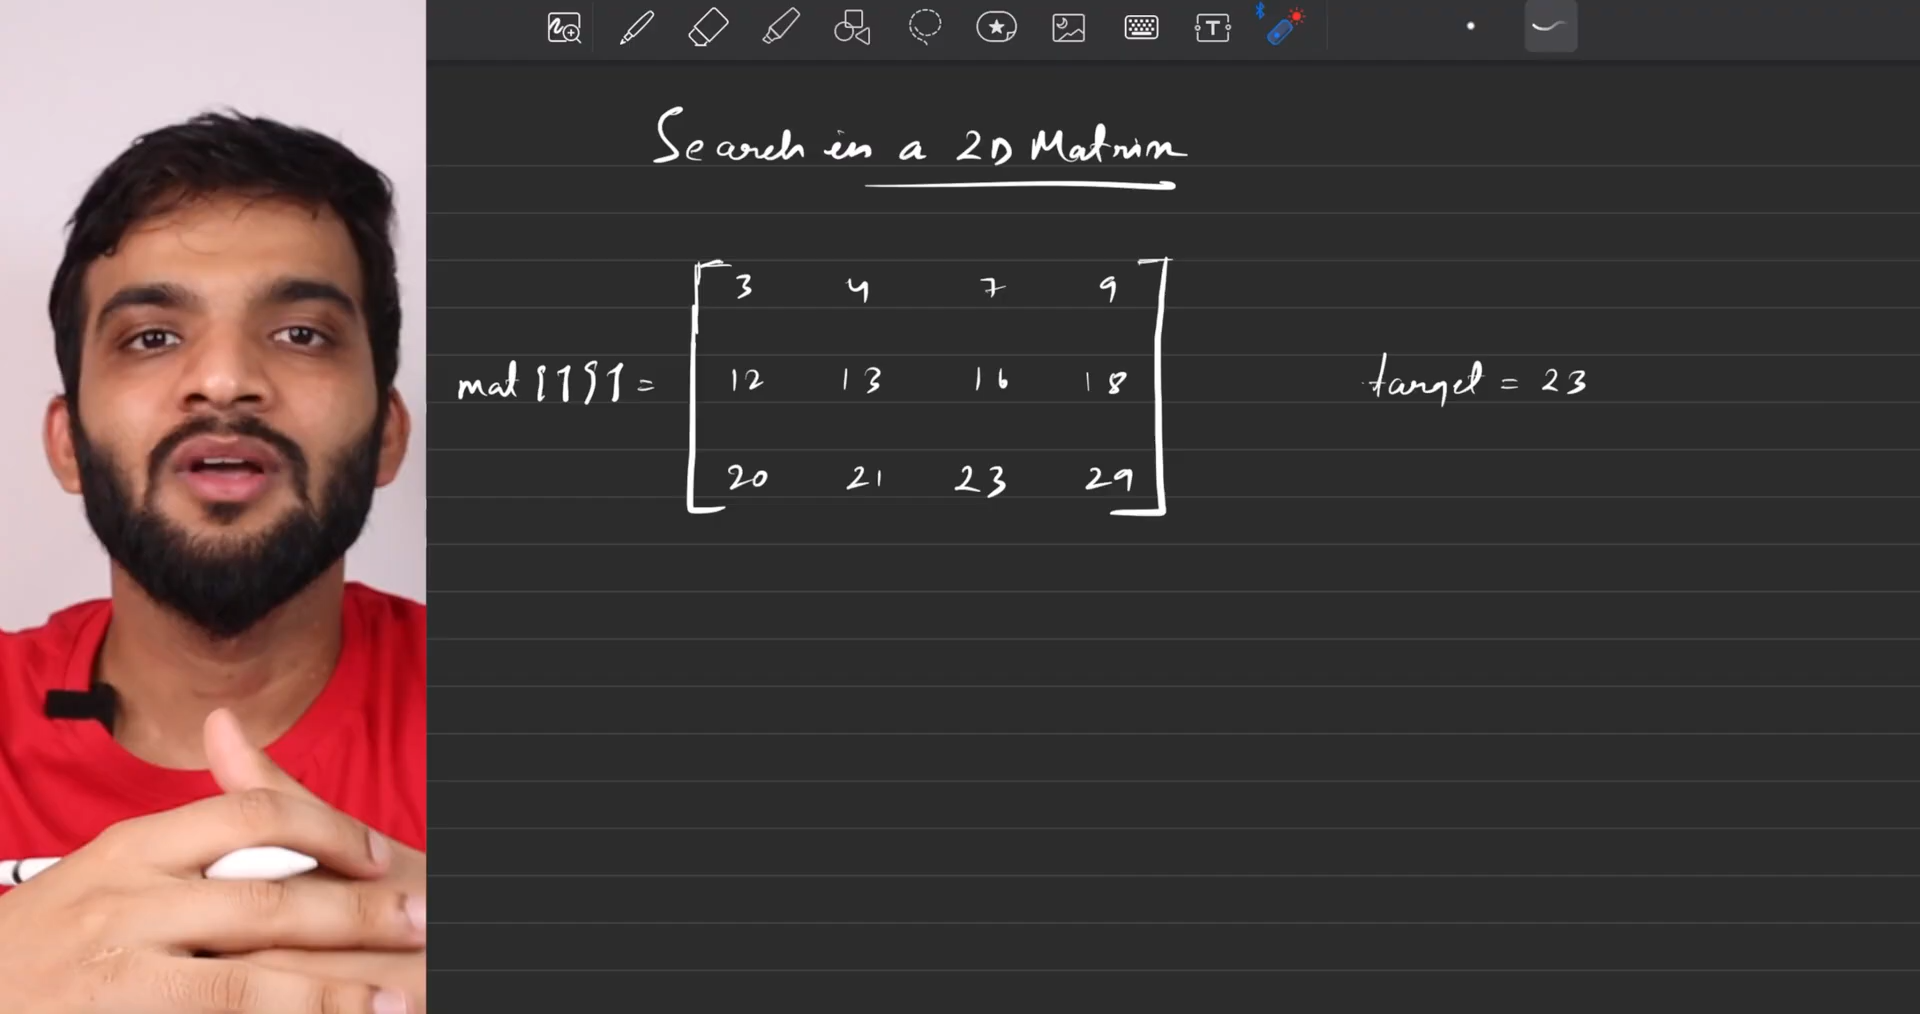 Search in a 2D Matrix
3 4 7 9
mat [ ] [ ] = 12 13 16 18 target = 23
20 21 23 29